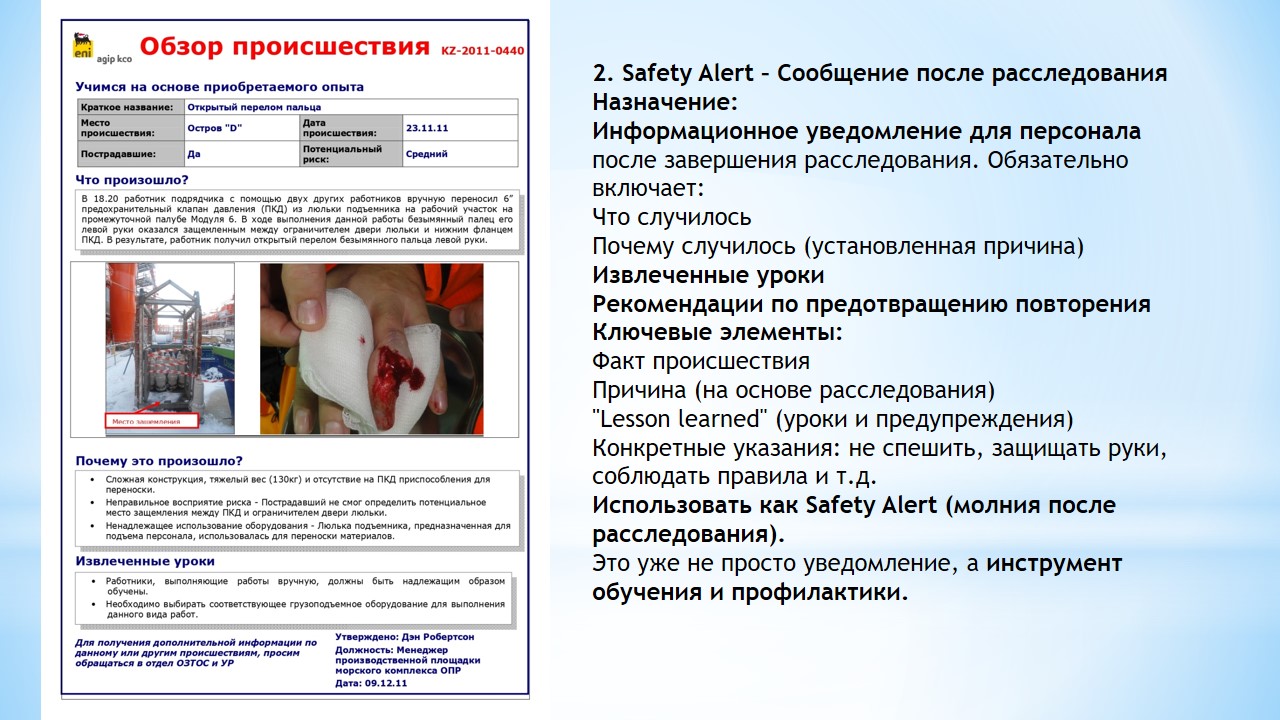 eni
agip kco
Обзор происшествия KZ-2011-0440
Учимся на основе приобретаемого опыта
Краткое название: Открытый перелом пальца
Место происшествия: Остров "D" Дата происшествия: 23.11.11
Пострадавшие: Да Потенциальный риск: Средний
Что произошло?
В 18.20 работник подрядчика с помощью двух других работников вручную переносил 6”
предохранительный клапан давления (ПКД) из люльки подъемника на рабочий участок на
промежуточной палубе Модуля 6. В ходе выполнения данной работы безымянный палец его
левой руки оказался защемленным между ограничителем двери люльки и нижним фланцем
ПКД. В результате, работник получил открытый перелом безымянного пальца левой руки.
Место защемления
Почему это произошло?
• Сложная конструкция, тяжелый вес (130кг) и отсутствие на ПКД приспособления для
переноски.
• Неправильное восприятие риска - Пострадавший не смог определить потенциальное
место защемления между ПКД и ограничителем двери люльки.
• Ненадлежащее использование оборудования - Люлька подъемника, предназначенная для
подъема персонала, использовалась для переноски материалов.
Извлеченные уроки
• Работники, выполняющие работы вручную, должны быть надлежащим образом
обучены.
• Необходимо выбирать соответствующее грузоподъемное оборудование для выполнения
данного вида работ.
Для получения дополнительной информации по
данному или другим происшествиям, просим
обращаться в отдел ОЗТОС и УР
Утверждено: Дэн Робертсон
Должность: Менеджер
производственной площадки
морского комплекса ОПР
Дата: 09.12.11
2. Safety Alert – Сообщение после расследования
Назначение:
Информационное уведомление для персонала
после завершения расследования. Обязательно
включает:
Что случилось
Почему случилось (установленная причина)
Извлеченные уроки
Рекомендации по предотвращению повторения
Ключевые элементы:
Факт происшествия
Причина (на основе расследования)
"Lesson learned" (уроки и предупреждения)
Конкретные указания: не спешить, защищать руки,
соблюдать правила и т.д.
Использовать как Safety Alert (молния после
расследования).
Это уже не просто уведомление, а инструмент
обучения и профилактики.